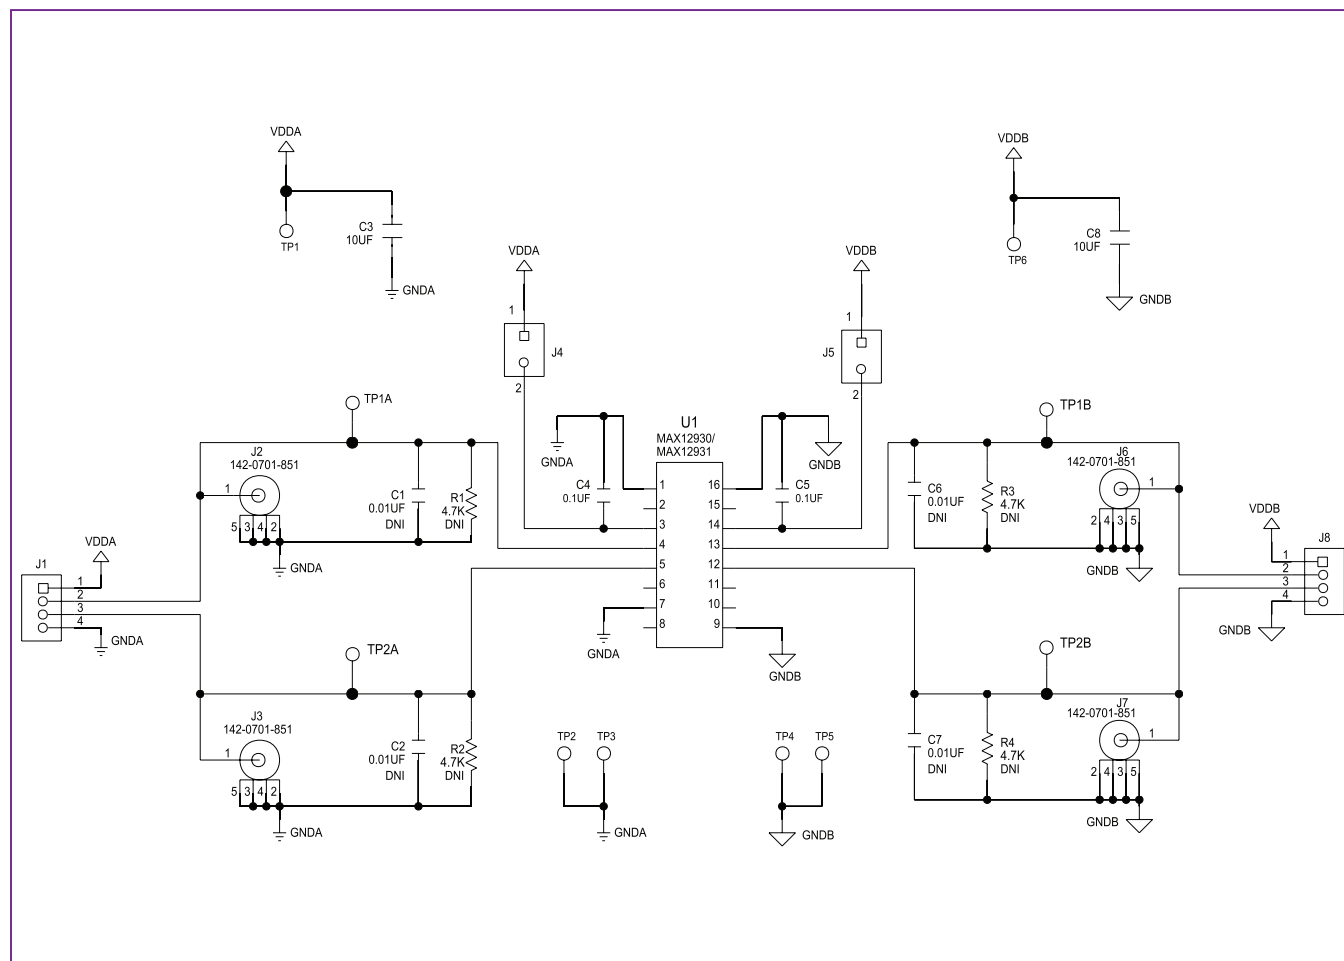 VDDA
TP1
C3
10UF
GNDA
VDDB
TP6
C8
10UF
GNDB
VDDA
1
J4
2
VDDB
1
J5
2
TP1A
J2
142-0701-851
1
5 3 4 2
GNDA
C1
0.01UF
DNI
R1
4.7K
DNI
GNDA
C4
0.1UF
U1
MAX12930/
MAX12931
1
2
3
4
5
6
7
8
16
15
14
13
12
11
10
9
GNDB
C5
0.1UF
GNDA
GNDB
TP1B
C6
0.01UF
DNI
R3
4.7K
DNI
J6
142-0701-851
1
2 4 3 5
GNDB
J1
VDDA
1
2
3
4
GNDA
VDDB
J8
1
2
3
4
GNDB
TP2A
J3
142-0701-851
1
5 3 4 2
GNDA
C2
0.01UF
DNI
R2
4.7K
DNI
TP2 TP3
GNDA
TP4 TP5
GNDB
TP2B
C7
0.01UF
DNI
R4
4.7K
DNI
J7
142-0701-851
1
2 4 3 5
GNDB